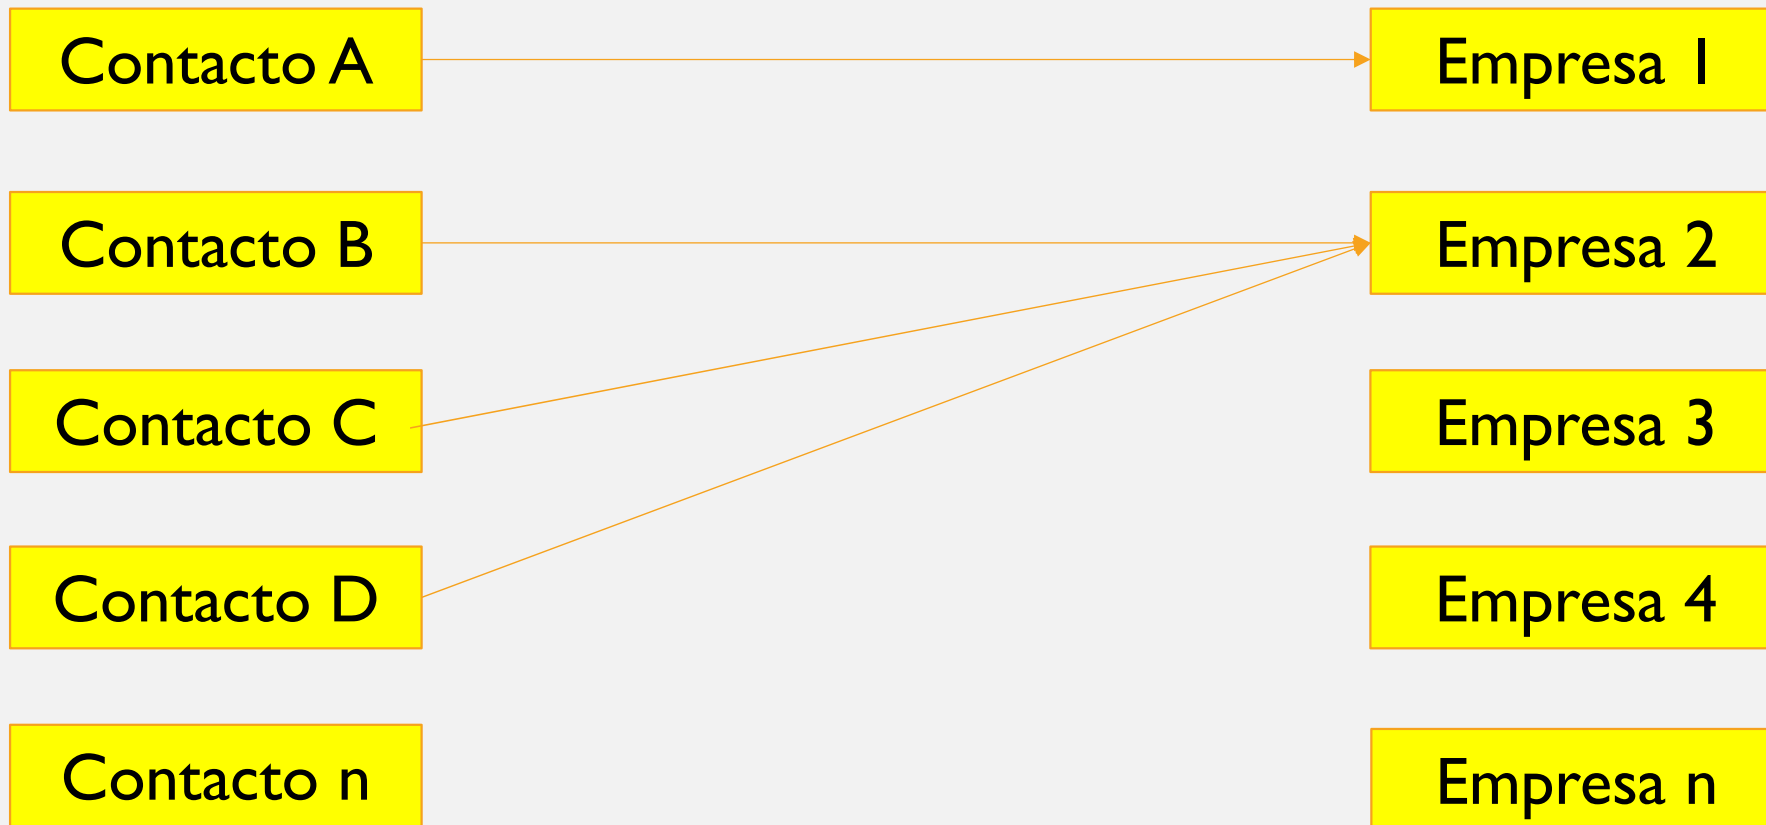 Contacto A
Empresa 1
Contacto B
Empresa 2
Contacto C
Empresa 3
Contacto D
Empresa 4
Contacto n
Empresa n